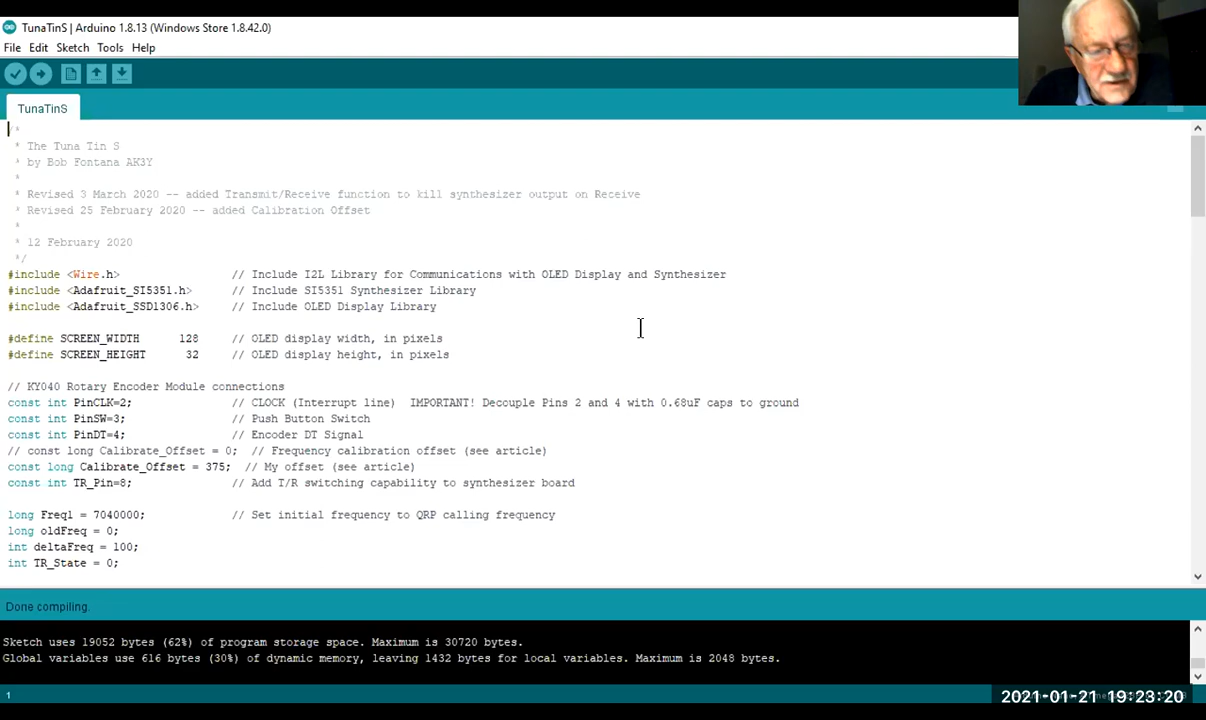 TunaTinS | Arduino 1.8.13 (Windows Store 1.8.42.0)
File Edit Sketch Tools Help
TunaTinS
/*
* The Tuna Tin S
* by Bob Fontana AK3Y
*
* Revised 3 March 2020 -- added Transmit/Receive function to kill synthesizer output on Receive
* Revised 25 February 2020 -- added Calibration Offset
*
* 12 February 2020
*/
#include <Wire.h> // Include I2L Library for Communications with OLED Display and Synthesizer
#include <Adafruit_SI5351.h> // Include SI5351 Synthesizer Library
#include <Adafruit_SSD1306.h> // Include OLED Display Library
#define SCREEN_WIDTH 128 // OLED display width, in pixels
#define SCREEN_HEIGHT 32 // OLED display height, in pixels
// KY040 Rotary Encoder Module connections
const int PinCLK=2; // CLOCK (Interrupt line) IMPORTANT! Decouple Pins 2 and 4 with 0.68uF caps to ground
const int PinSW=3; // Push Button Switch
const int PinDT=4; // Encoder DT Signal
// const long Calibrate_Offset = 0; // Frequency calibration offset (see article)
const long Calibrate_Offset = 375; // My offset (see article)
const int TR_Pin=8; // Add T/R switching capability to synthesizer board
long Freq1 = 7040000; // Set initial frequency to QRP calling frequency
long oldFreq = 0;
int deltaFreq = 100;
int TR_State = 0;
Done compiling.
Sketch uses 19052 bytes (62%) of program storage space. Maximum is 30720 bytes.
Global variables use 616 bytes (30%) of dynamic memory, leaving 1432 bytes for local variables. Maximum is 2048 bytes.
1
2021-01-21 19:23:20